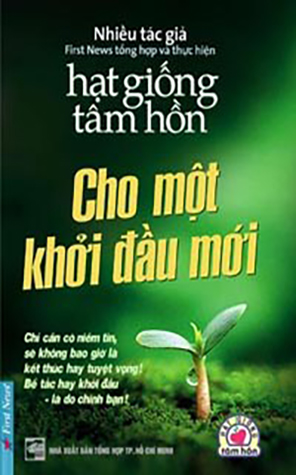 Nhiều tác giả
First News tổng hợp và thực hiện
hạt giống
tâm hồn
Cho một
khởi đầu mới
Chỉ cần có niềm tin,
sẽ không bao giờ là
kết thúc hay tuyệt vọng!
Bế tắc hay khởi đầu
- là do chính bạn!
First News
NHÀ XUẤT BẢN TỔNG HỢP TP. HỒ CHÍ MINH
HẠT GIỐNG
tâm hồn